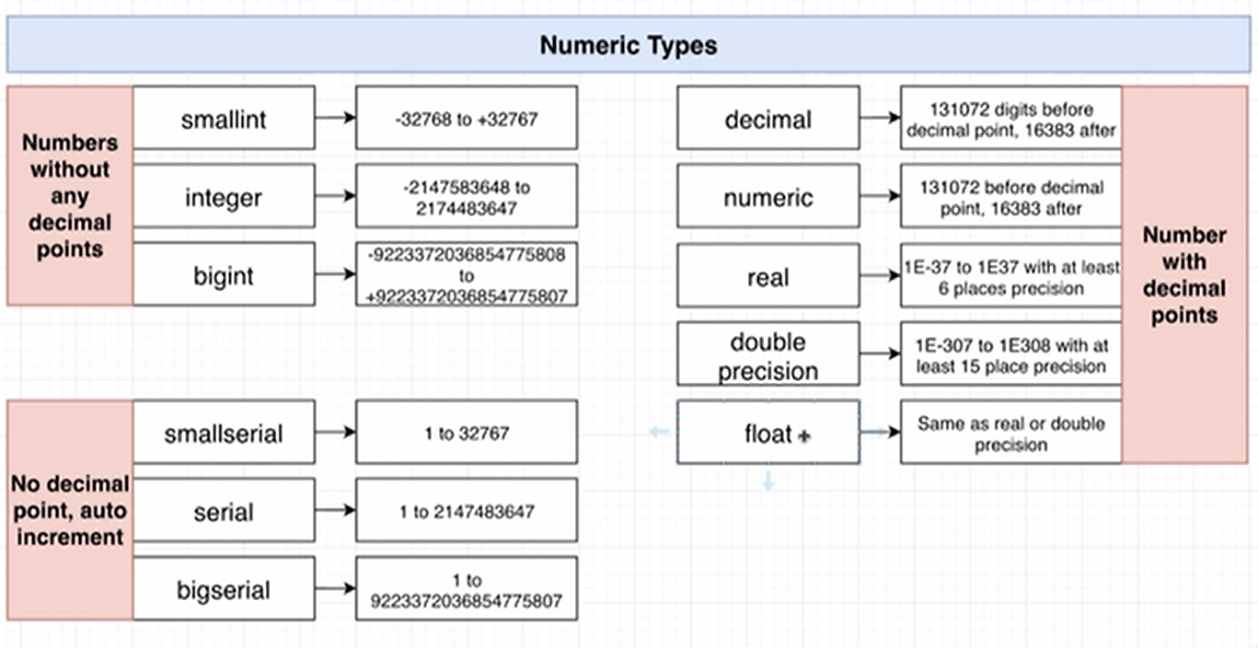 Numeric Types
Numbers
without
any
decimal
points
smallint
-32768 to +32767
integer
-2147583648 to
2174483647
bigint
-9223372036854775808
to
+9223372036854775807
No decimal
point, auto
increment
smallserial
1 to 32767
serial
1 to 2147483647
bigserial
1 to
9223372036854775807
decimal
131072 digits before
decimal point, 16383 after
numeric
131072 before decimal
point, 16383 after
real
1E-37 to 1E37 with at least
6 places precision
double
precision
1E-307 to 1E308 with at
least 15 place precision
float
Same as real or double
precision
Number
with
decimal
points